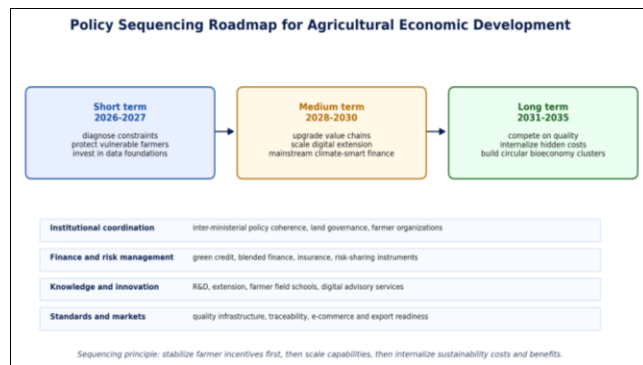 Policy Sequencing Roadmap for Agricultural Economic Development
Short term
2026-2027
diagnose constraints
protect vulnerable farmers
invest in data foundations
Medium term
2028-2030
upgrade value chains
scale digital extension
mainstream climate-smart finance
Long term
2031-2035
compete on quality
internalize hidden costs
build circular bioeconomy clusters
Institutional coordination inter-ministerial policy coherence, land governance, farmer organizations
Finance and risk management green credit, blended finance, insurance, risk-sharing instruments
Knowledge and innovation R&D, extension, farmer field schools, digital advisory services
Standards and markets quality infrastructure, traceability, e-commerce and export readiness
Sequencing principle: stabilize farmer incentives first, then scale capabilities, then internalize sustainability costs and benefits.